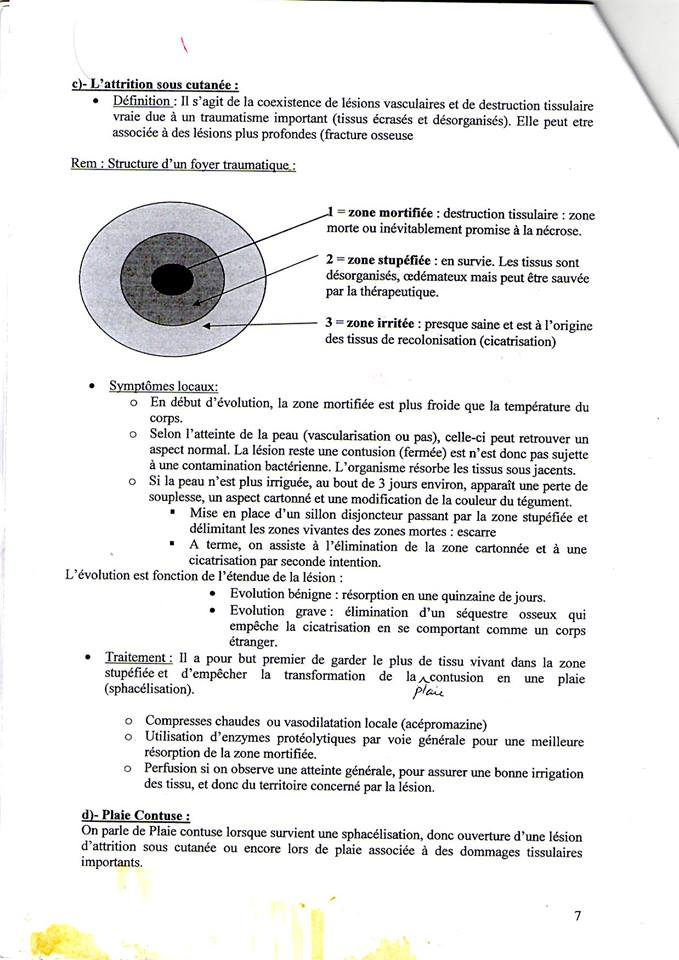 c)- L'attrition sous cutanée :
• Définition : Il s'agit de la coexistence de lésions vasculaires et de destruction tissulaire
vraie due à un traumatisme important (tissus écrasés et désorganisés). Elle peut etre
associée à des lésions plus profondes (fracture osseuse
Rem : Structure d'un foyer traumatique :
1 = zone mortifiée : destruction tissulaire : zone
morte ou inévitablement promise à la nécrose.
2 = zone stupéfiée : en survie. Les tissus sont
désorganisés, œdémateux mais peut être sauvée
par la thérapeutique.
3 = zone irritée : presque saine et est à l'origine
des tissus de recolonisation (cicatrisation)
• Symptômes locaux:
o En début d'évolution, la zone mortifiée est plus froide que la température du
corps.
o Selon l'atteinte de la peau (vascularisation ou pas), celle-ci peut retrouver un
aspect normal. La lésion reste une contusion (fermée) est n'est donc pas sujette
à une contamination bactérienne. L'organisme résorbe les tissus sous jacents.
o Si la peau n'est plus irriguée, au bout de 3 jours environ, apparaît une perte de
souplesse, un aspect cartonné et une modification de la couleur du tégument.
▪ Mise en place d'un sillon disjoncteur passant par la zone stupéfiée et
délimitant les zones vivantes des zones mortes : escarre
▪ A terme, on assiste à l'élimination de la zone cartonnée et à une
cicatrisation par seconde intention.
L'évolution est fonction de l'étendue de la lésion :
• Evolution bénigne : résorption en une quinzaine de jours.
• Evolution grave : élimination d'un séquestre osseux qui
empêche la cicatrisation en se comportant comme un corps
étranger.
• Traitement : Il a pour but premier de garder le plus de tissu vivant dans la zone
stupéfiée et d'empêcher la transformation de la contusion en une plaie
(sphacélisation).
plaie
o Compresses chaudes ou vasodilatation locale (acépromazine)
o Utilisation d'enzymes protéolytiques par voie générale pour une meilleure
résorption de la zone mortifiée.
o Perfusion si on observe une atteinte générale, pour assurer une bonne irrigation
des tissu, et donc du territoire concerné par la lésion.
d)- Plaie Contuse :
On parle de Plaie contuse lorsque survient une sphacélisation, donc ouverture d'une lésion
d'attrition sous cutanée ou encore lors de plaie associée à des dommages tissulaires
importants.
7